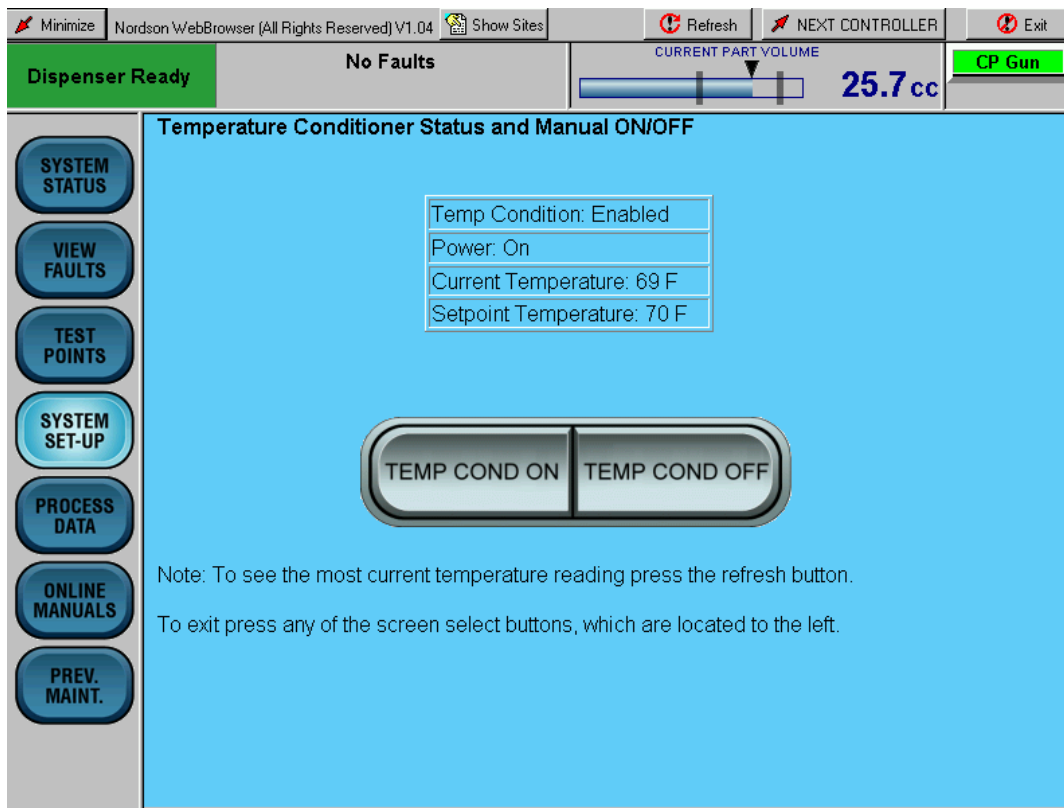 Minimize
Nordson WebBrowser (All Rights Reserved) V1.04
Show Sites
Refresh
NEXT CONTROLLER
Exit
Dispenser Ready
No Faults
CURRENT PART VOLUME
25.7 cc
CP Gun
Temperature Conditioner Status and Manual ON/OFF
SYSTEM
STATUS
VIEW
FAULTS
TEST
POINTS
SYSTEM
SET-UP
PROCESS
DATA
ONLINE
MANUALS
PREV.
MAINT.
Temp Condition: Enabled
Power: On
Current Temperature: 69 F
Setpoint Temperature: 70 F
TEMP COND ON
TEMP COND OFF
Note: To see the most current temperature reading press the refresh button.
To exit press any of the screen select buttons, which are located to the left.